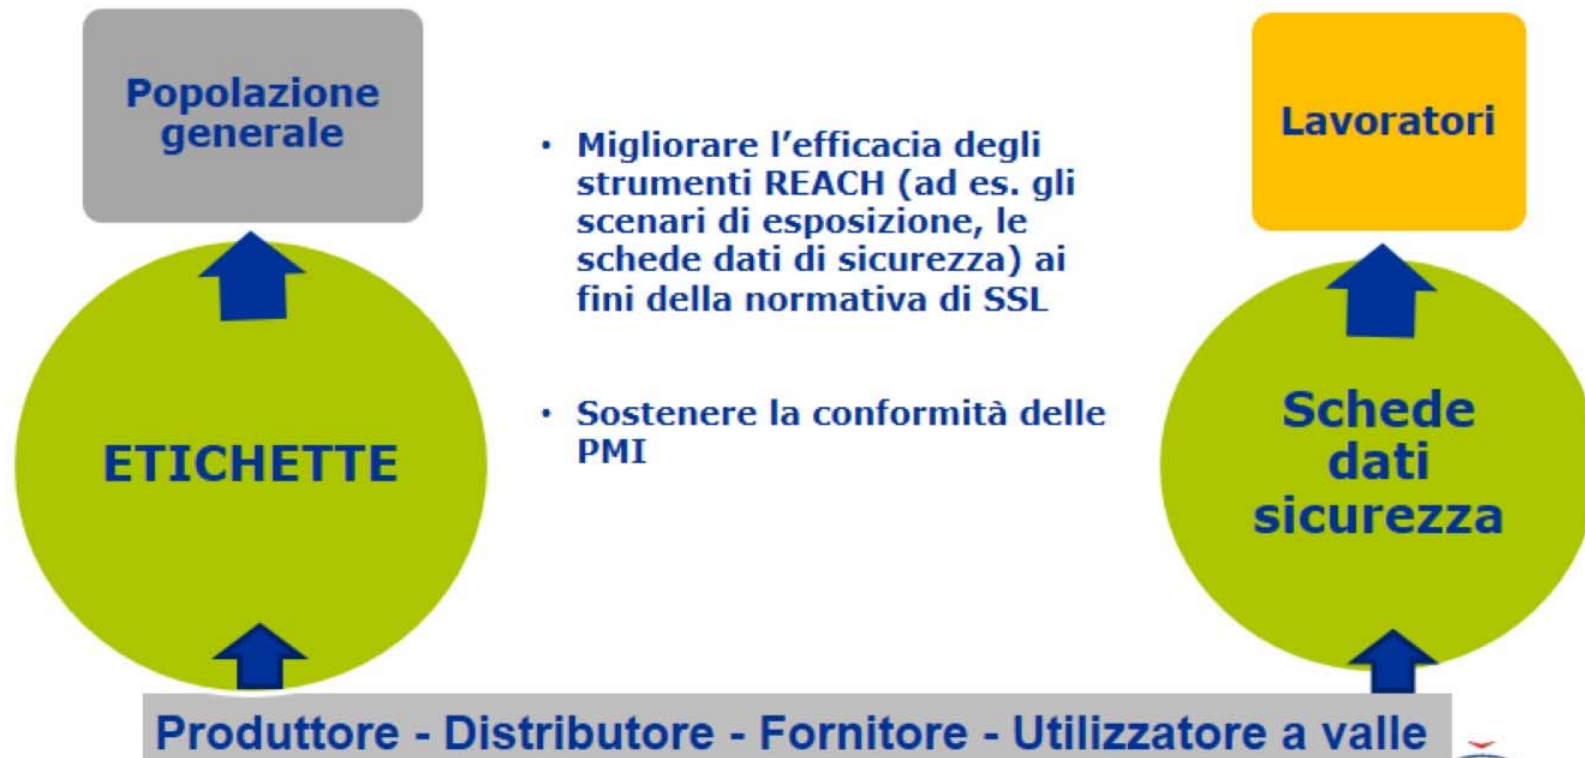 Popolazione
generale
ETICHETTE
• Migliorare l'efficacia degli
strumenti REACH (ad es. gli
scenari di esposizione, le
schede dati di sicurezza) ai
fini della normativa di SSL
• Sostenere la conformità delle
PMI
Lavoratori
Schede
dati
sicurezza
Produttore - Distributore - Fornitore - Utilizzatore a valle